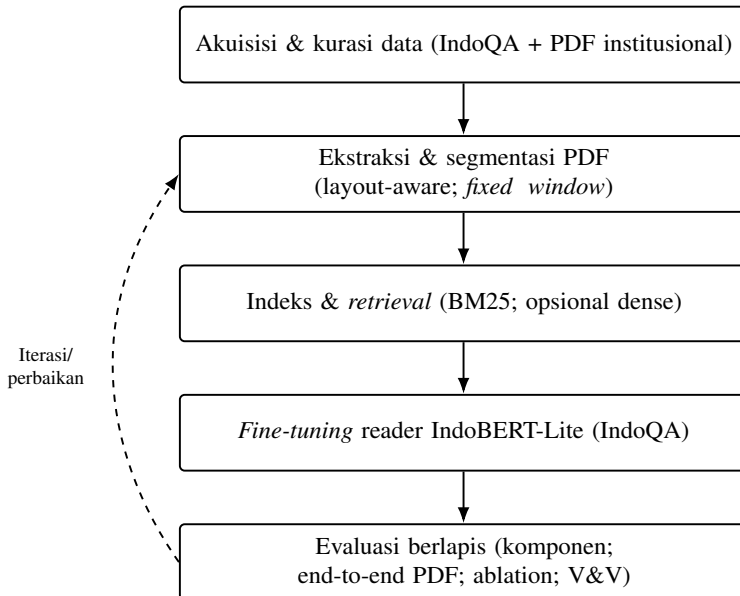 Akuisisi & kurasi data (IndoQA + PDF institusional)
Ekstraksi & segmentasi PDF
(layout-aware; fixed window)
Indeks & retrieval (BM25; opsional dense)
Iterasi/
perbaikan
Fine-tuning reader IndoBERT-Lite (IndoQA)
Evaluasi berlapis (komponen;
end-to-end PDF; ablation; V&V)